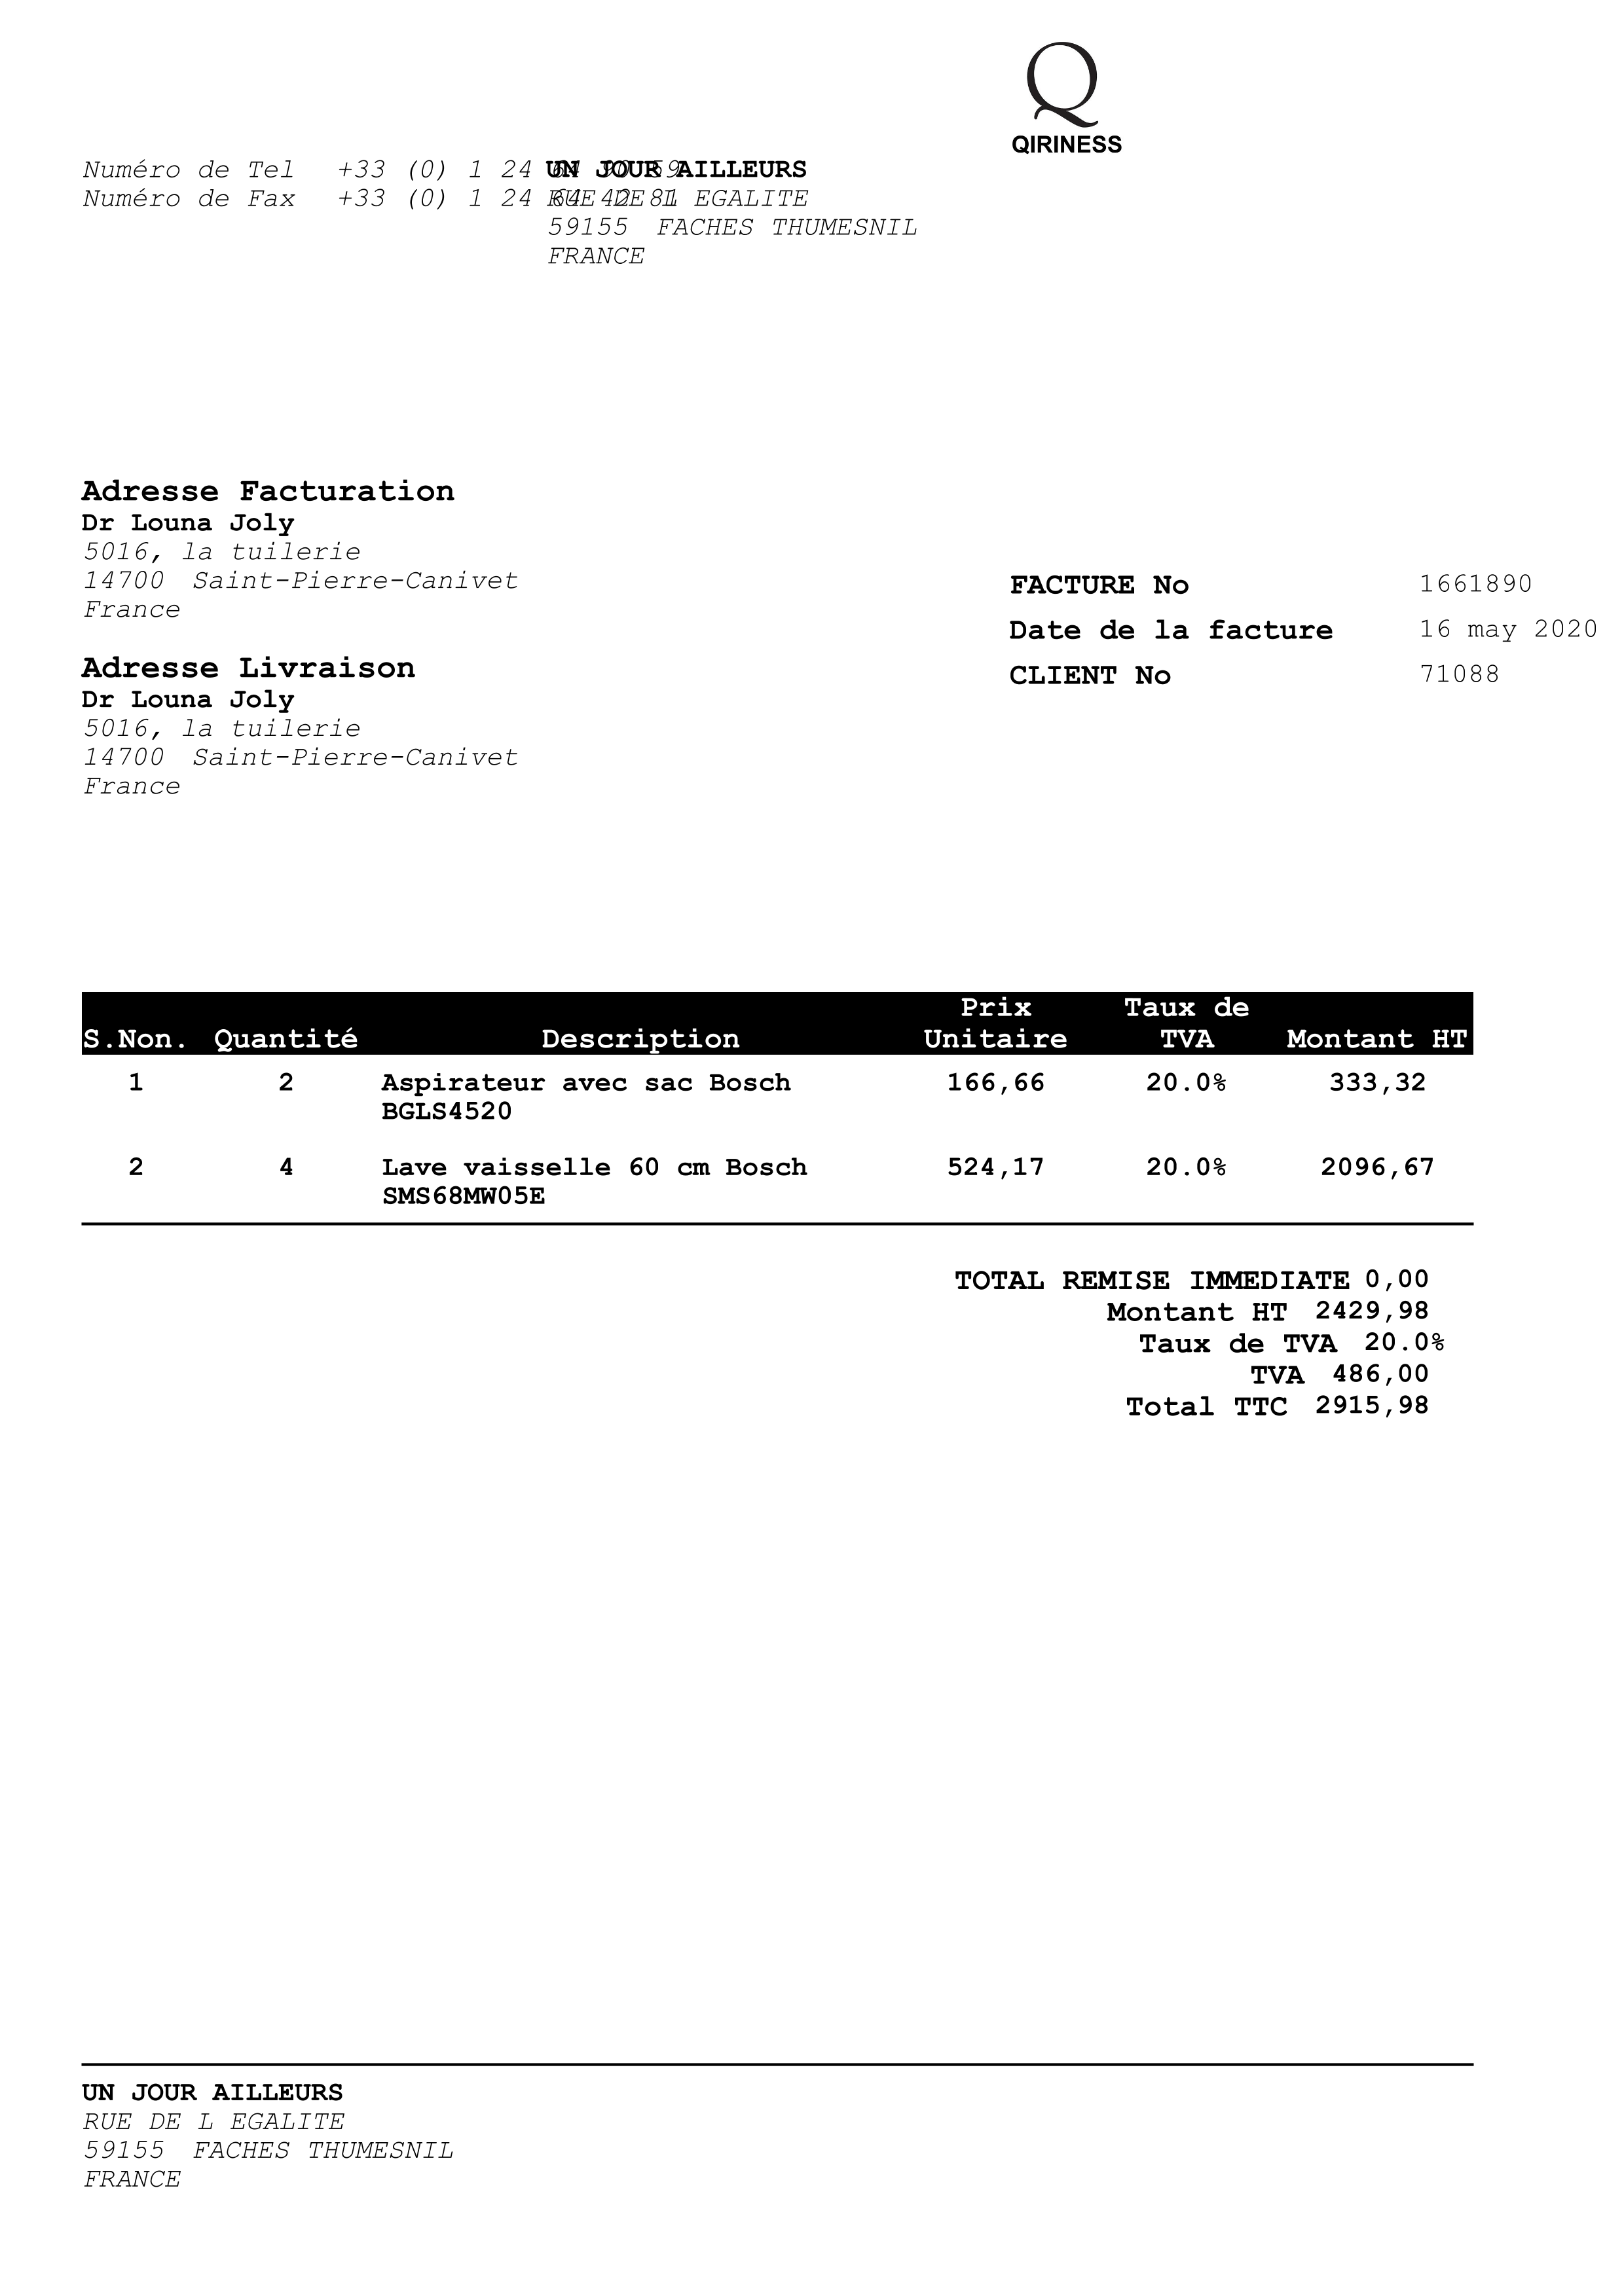 QIRINESS
Numéro de Tel +33 (0) 1 24
UN JOUR AILLEURS
Numéro de Fax +33 (0) 1 24 64 42 81
RUE DE L EGALITE
59155 FACHES THUMESNIL
FRANCE
Adresse Facturation
Dr Louna Joly
5016, la tuilerie
14700 Saint-Pierre-Canivet
France
FACTURE No 1661890
Date de la facture 16 may 2020
CLIENT No 71088
Adresse Livraison
Dr Louna Joly
5016, la tuilerie
14700 Saint-Pierre-Canivet
France
S.Non. Quantité Description Prix Unitaire Taux de TVA Montant HT
1 2 Aspirateur avec sac Bosch 166,66 20.0% 333,32
BGLS4520
2 4 Lave vaisselle 60 cm Bosch 524,17 20.0% 2096,67
SMS68MW05E
TOTAL REMISE IMMEDIATE 0,00
Montant HT 2429,98
Taux de TVA 20.0%
TVA 486,00
Total TTC 2915,98
UN JOUR AILLEURS
RUE DE L EGALITE
59155 FACHES THUMESNIL
FRANCE